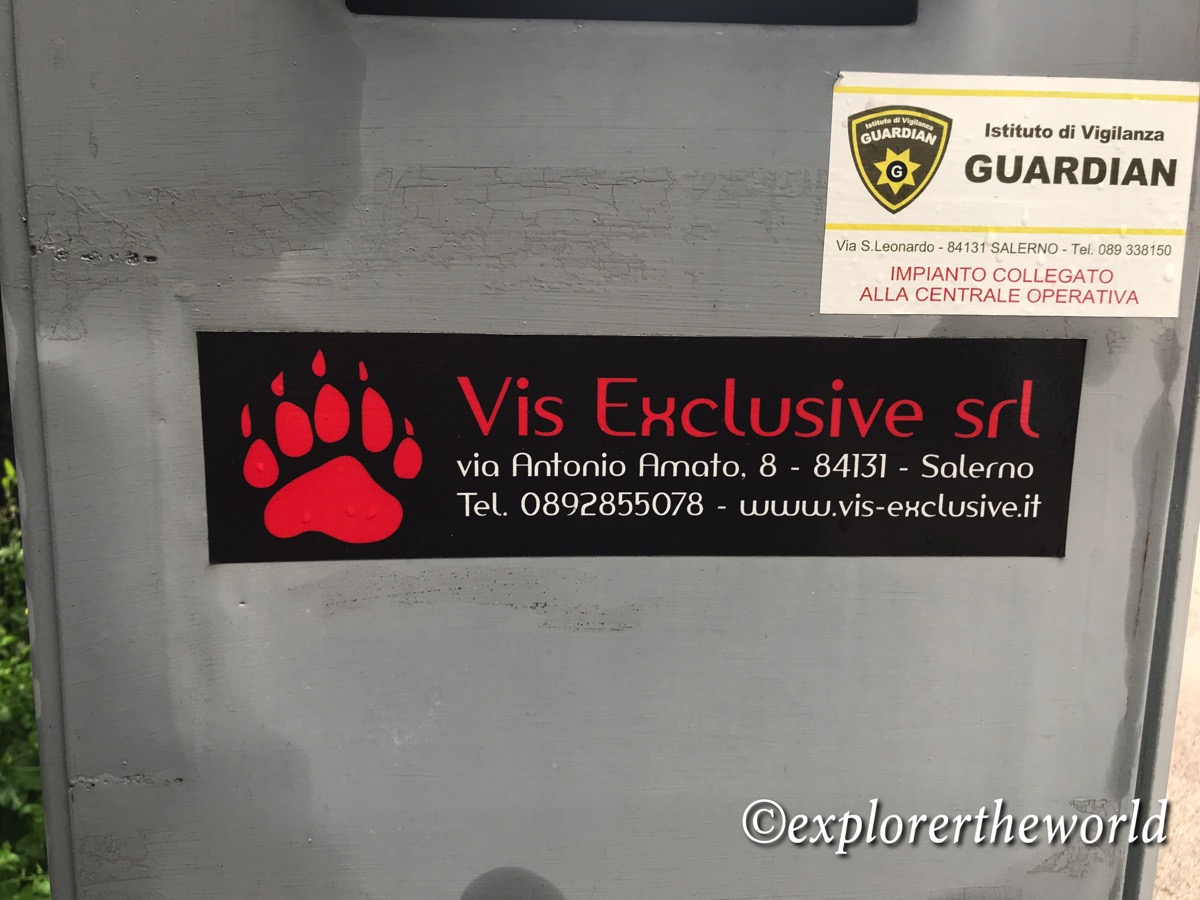 Istituto di Vigilanza
GUARDIAN
G
Istituto di Vigilanza
GUARDIAN
Via S.Leonardo - 84131 SALERNO - Tel. 089 338150
IMPIANTO COLLEGATO
ALLA CENTRALE OPERATIVA
Vis Exclusive srl
via Antonio Amato, 8 - 84131 - Salerno
Tel. 0892855078 - www.vis-exclusive.it
©explorertheworld